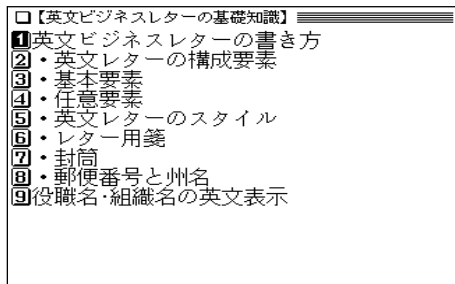 □【英文ビジネスレターの基礎知識】
1英文ビジネスレターの書き方
2・英文レターの構成要素
3・基本要素
4・任意要素
5・英文レターのスタイル
6・レター用箋
7・封筒
8・郵便番号と州名
9役職名·組織名の英文表示